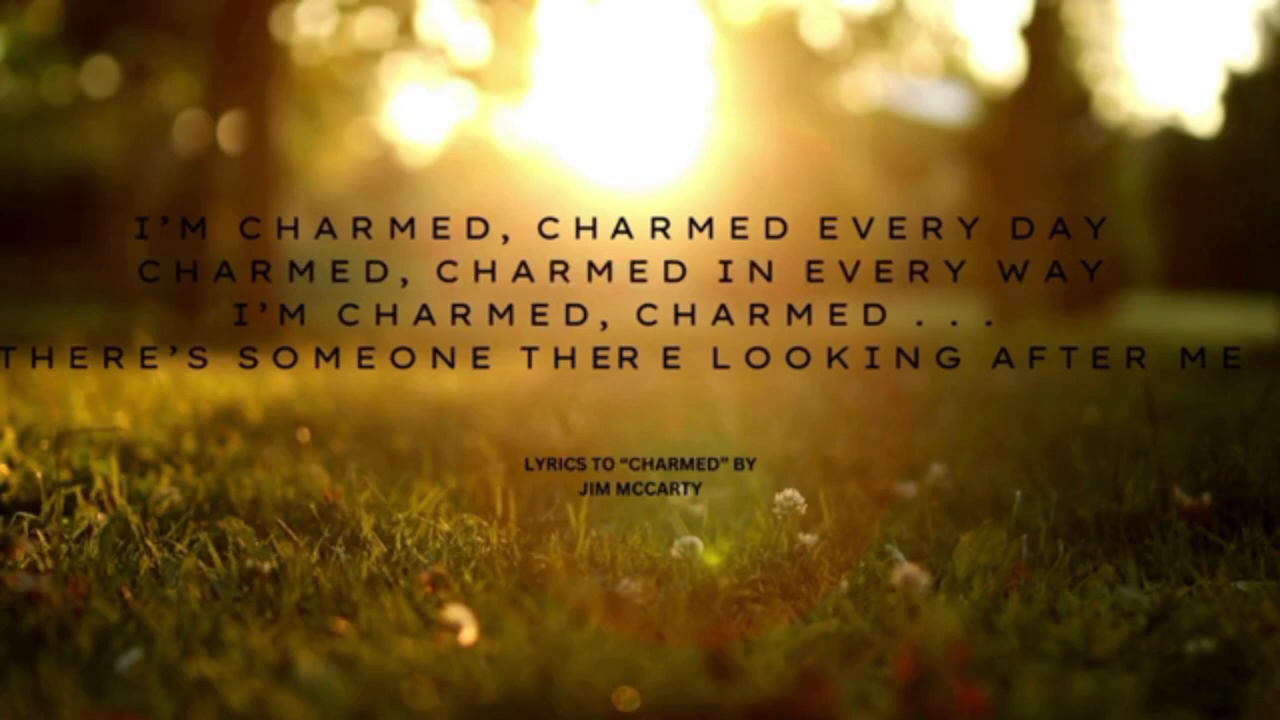 I’M CHARMED, CHARMED EVERY DAY
CHARMED, CHARMED IN EVERY WAY
I’M CHARMED, CHARMED . . .
THERE’S SOMEONE THERE LOOKING AFTER ME
LYRICS TO “CHARMED” BY
JIM MCCARTY